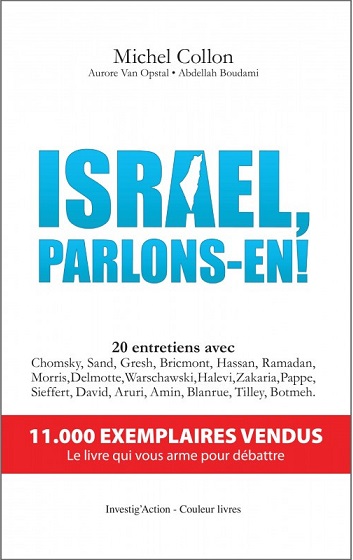 Michel Collon
Aurore Van Opstal • Abdellah Boudami
ISRAEL,
PARLONS-EN!
20 entretiens avec
Chomsky, Sand, Gresh, Bricmont, Hassan, Ramadan,
Morris,Delmotte,Warschawski,Halevi,Zakaria,Pappe,
Sieffert, David, Aruri, Amin, Blanrue, Tilley, Botmeh.
11.000 EXEMPLAIRES VENDUS
Le livre qui vous arme pour débattre
Investig'Action - Couleur livres